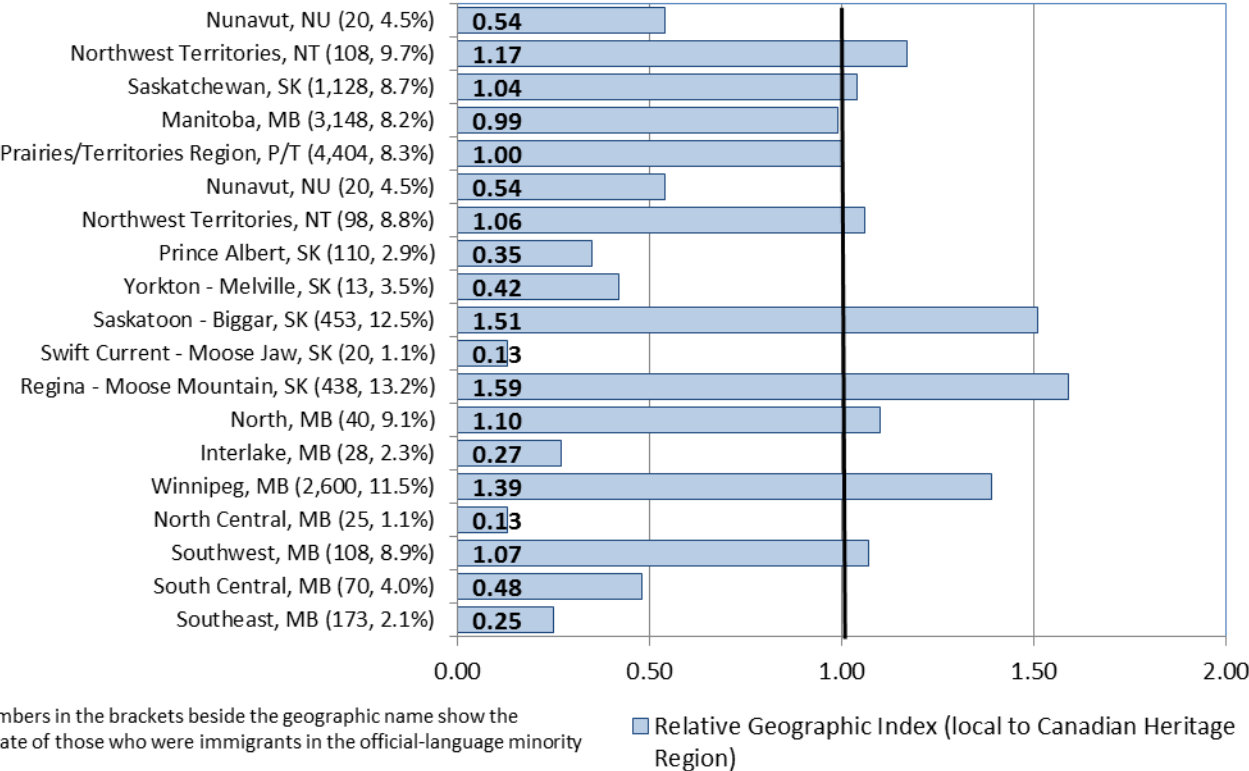 Nunavut, NU (20, 4.5%) 0.54
Northwest Territories, NT (108, 9.7%) 1.17
Saskatchewan, SK (1,128, 8.7%) 1.04
Manitoba, MB (3,148, 8.2%) 0.99
Prairies/Territories Region, P/T (4,404, 8.3%) 1.00
Nunavut, NU (20, 4.5%) 0.54
Northwest Territories, NT (98, 8.8%) 1.06
Prince Albert, SK (110, 2.9%) 0.35
Yorkton - Melville, SK (13, 3.5%) 0.42
Saskatoon - Biggar, SK (453, 12.5%) 1.51
Swift Current - Moose Jaw, SK (20, 1.1%) 0.13
Regina - Moose Mountain, SK (438, 13.2%) 1.59
North, MB (40, 9.1%) 1.10
Interlake, MB (28, 2.3%) 0.27
Winnipeg, MB (2,600, 11.5%) 1.39
North Central, MB (25, 1.1%) 0.13
Southwest, MB (108, 8.9%) 1.07
South Central, MB (70, 4.0%) 0.48
Southeast, MB (173, 2.1%) 0.25
0.00 0.50 1.00 1.50 2.00
mbers in the brackets beside the geographic name show the
ate of those who were immigrants in the official-language minority
Relative Geographic Index (local to Canadian Heritage
Region)